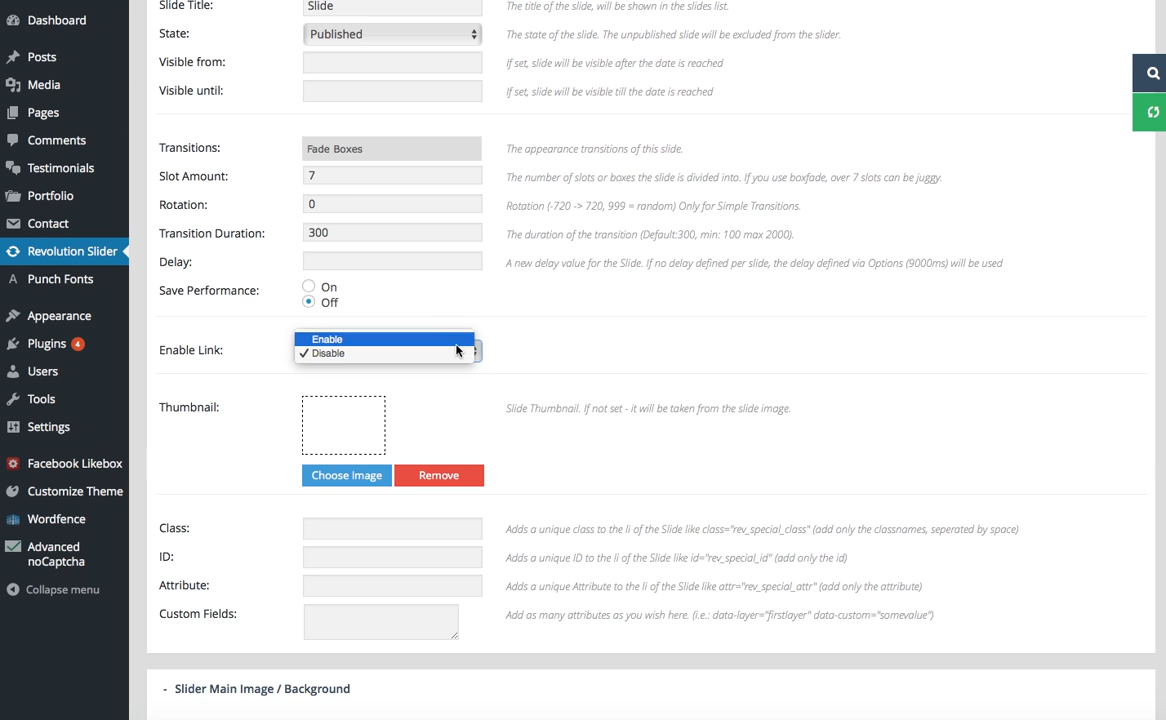 Dashboard
Posts
Media
Pages
Comments
Testimonials
Portfolio
Contact
Revolution Slider
Punch Fonts
Appearance
Plugins 4
Users
Tools
Settings
Facebook Likebox
Customize Theme
Wordfence
Advanced
noCaptcha
Collapse menu
Slide Title: Slide The title of the slide, will be shown in the slides list.
State: Published The state of the slide. The unpublished slide will be excluded from the slider.
Visible from: If set, slide will be visible after the date is reached
Visible until: If set, slide will be visible till the date is reached
Transitions: Fade Boxes The appearance transitions of this slide.
Slot Amount: 7 The number of slots or boxes the slide is divided into. If you use boxfade, over 7 slots can be juggy.
Rotation: 0 Rotation (-720 -> 720, 999 = random) Only for Simple Transitions.
Transition Duration: 300 The duration of the transition (Default:300, min: 100 max 2000).
Delay: A new delay value for the Slide. If no delay defined per slide, the delay defined via Options (9000ms) will be used
Save Performance: On
Off
Enable Link: Enable
Disable
Thumbnail: Slide Thumbnail. If not set - it will be taken from the slide image.
Choose Image Remove
Class: Adds a unique class to the li of the Slide like class="rev_special_class" (add only the classnames, seperated by space)
ID: Adds a unique ID to the li of the Slide like id="rev_special_id" (add only the id)
Attribute: Adds a unique Attribute to the li of the Slide like attr="rev_special_attr" (add only the attribute)
Custom Fields: Add as many attributes as you wish here. (i.e.: data-layer="firstlayer" data-custom="somevalue")
- Slider Main Image / Background